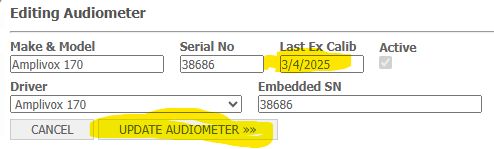 Editing Audiometer
Make & Model Serial No Last Ex Calib Active
Amplivox 170 38686 3/4/2025
Driver Embedded SN
Amplivox 170 38686
CANCEL UPDATE AUDIOMETER »»